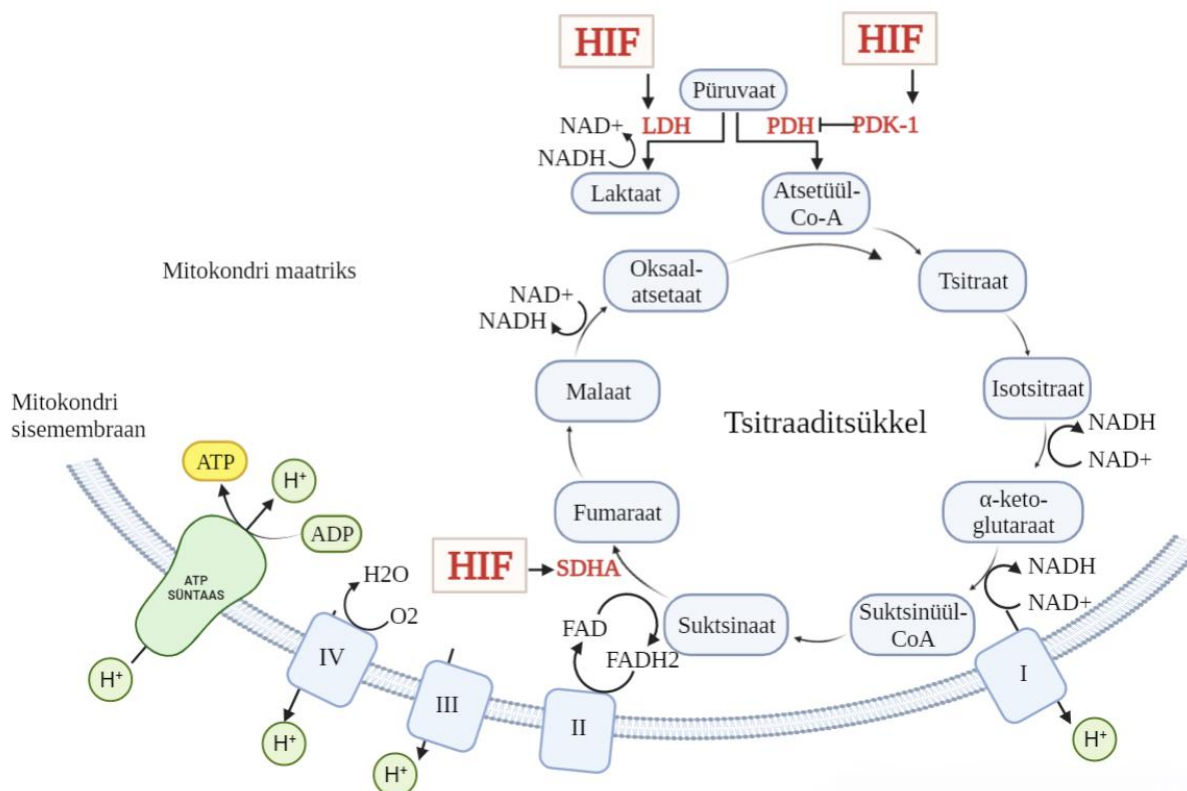 HIF
HIF
Püruvaat
NAD+
LDH
PDH
PDK-1
NADH
Laktaat
Atsetüül-
Co-A
Mitokondri maatriks
Oksaal-
atsetaat
Tsitraat
NAD+
NADH
Malaat
Isotsitraat
Mitokondri
sisemembraan
Tsitraaditsükkel
NADH
NAD+
ATP
H+
ADP
Fumaraat
α-keto-
glutaraat
HIF
SDHA
ATP
SÜNTAAS
H2O
O2
NADH
NAD+
FAD
FADH2
Suktsinaat
Suktsinüül-
CoA
IV
III
II
I
H+
H+
H+
H+